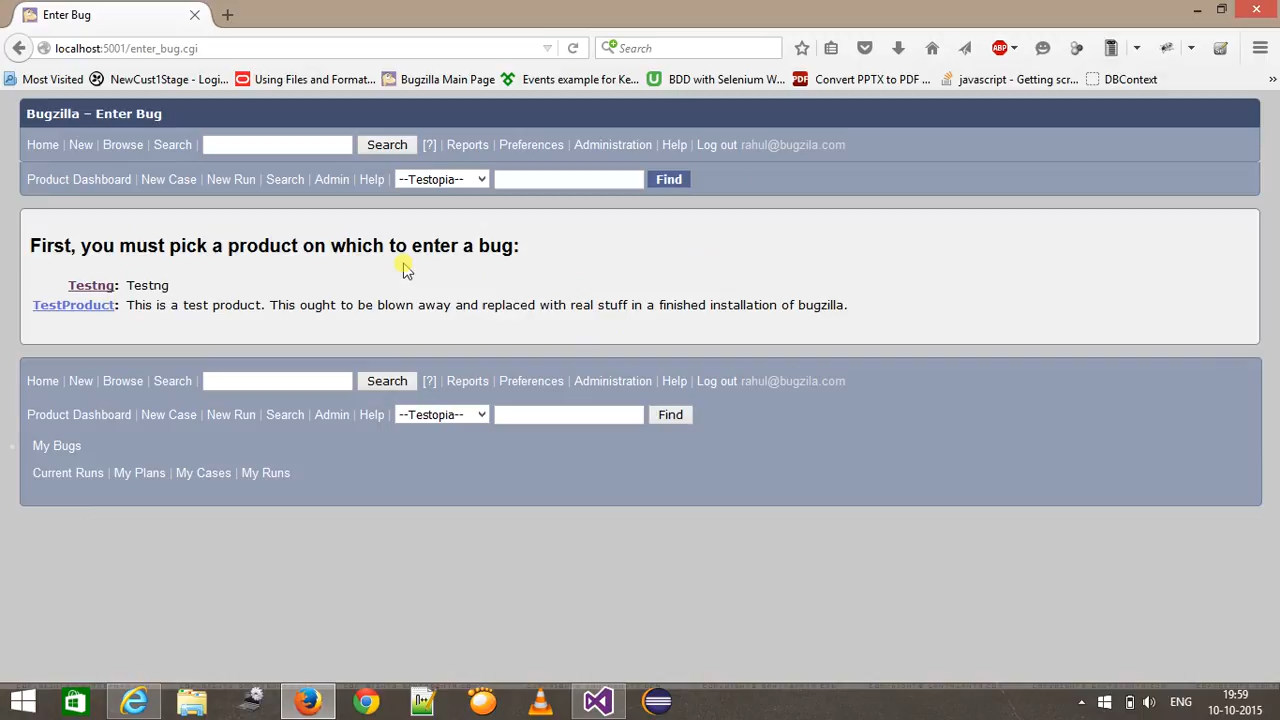 Enter Bug
localhost:5001/enter_bug.cgi
Search
ABP
Most Visited
NewCust1Stage - Logi...
Using Files and Format...
Bugzilla Main Page
Events example for Ke...
BDD with Selenium W...
PDF
Convert PPTX to PDF ...
javascript - Getting scr...
DBContext
»
Bugzilla – Enter Bug
Home | New | Browse | Search | Search [?] | Reports | Preferences | Administration | Help | Log out rahul@bugzila.com
Product Dashboard | New Case | New Run | Search | Admin | Help | --Testopia-- Find
First, you must pick a product on which to enter a bug:
Testng: Testng
TestProduct: This is a test product. This ought to be blown away and replaced with real stuff in a finished installation of bugzilla.
Home | New | Browse | Search | Search [?] | Reports | Preferences | Administration | Help | Log out rahul@bugzila.com
Product Dashboard | New Case | New Run | Search | Admin | Help | --Testopia-- Find
My Bugs
Current Runs | My Plans | My Cases | My Runs
ENG
19:59
10-10-2015